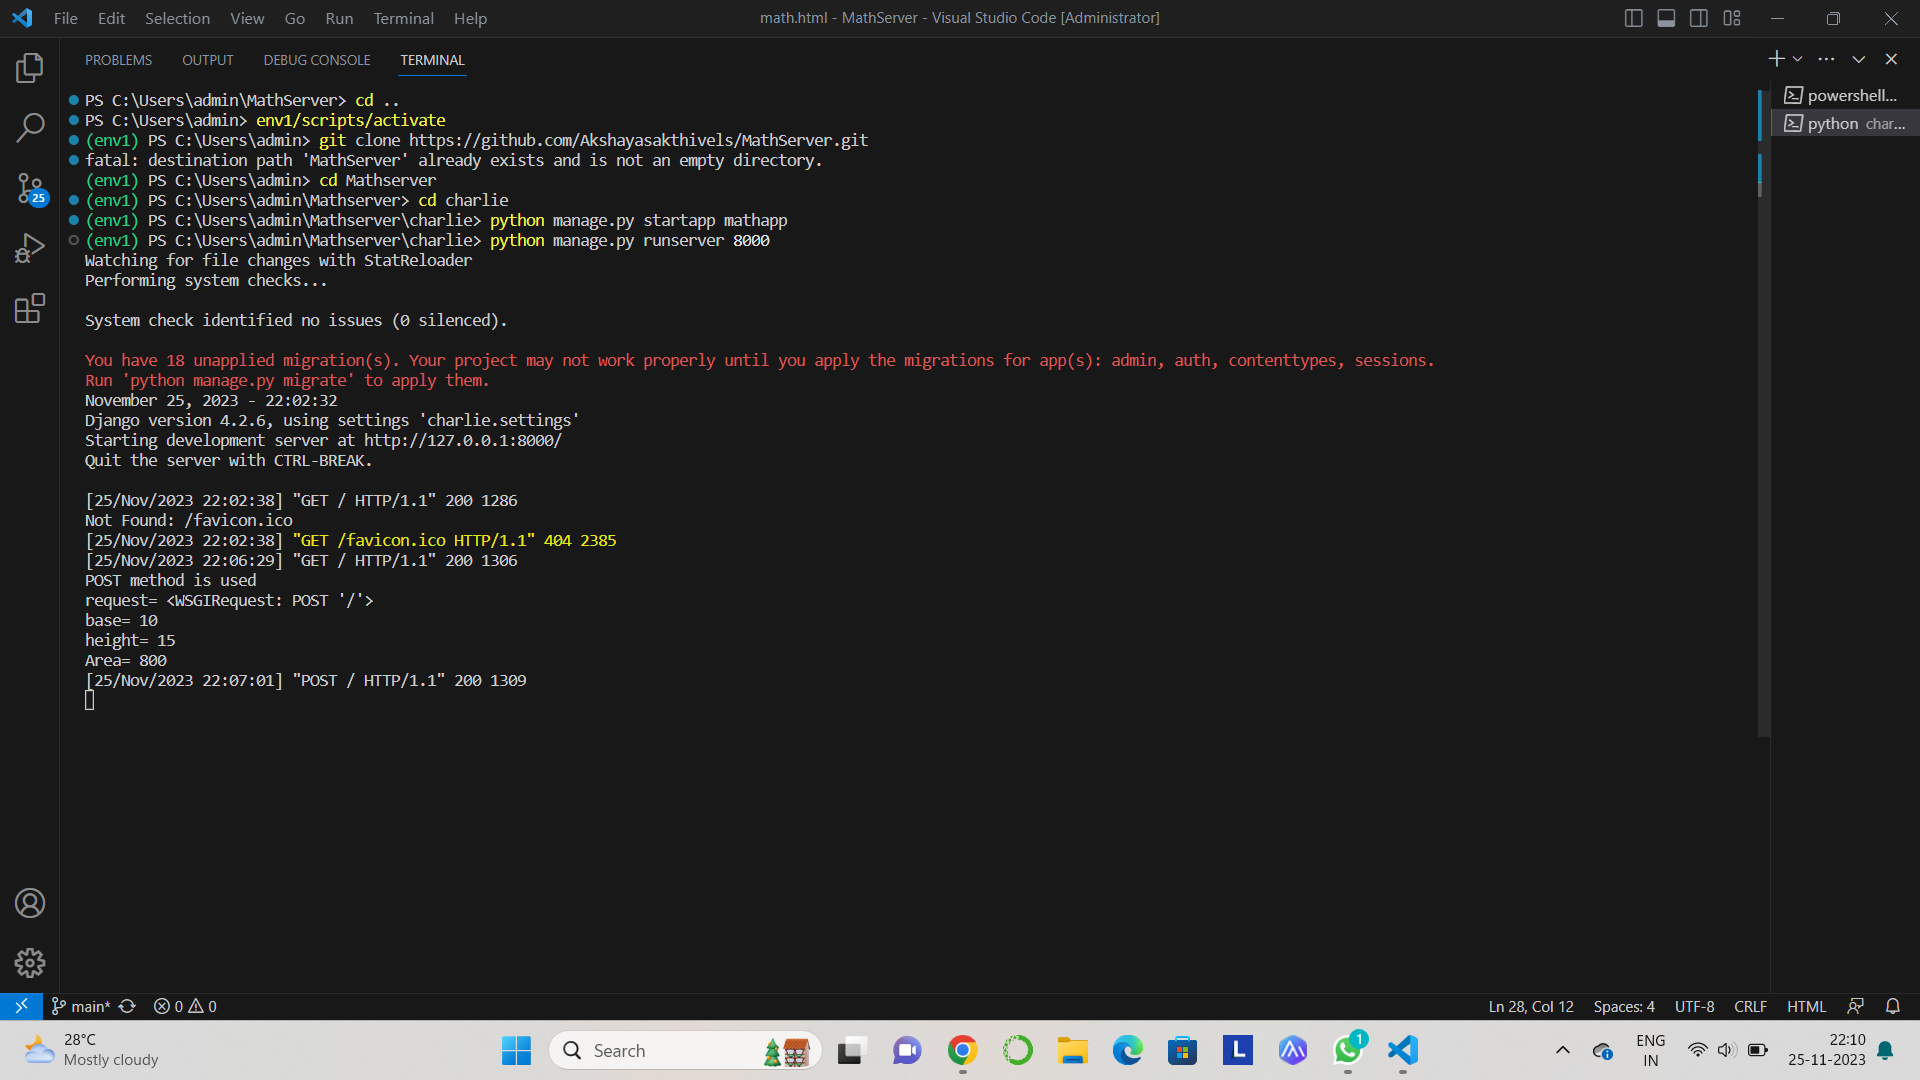 File Edit Selection View Go Run Terminal Help
math.html - MathServer - Visual Studio Code [Administrator]
PROBLEMS OUTPUT DEBUG CONSOLE TERMINAL
PS C:\Users\admin\MathServer> cd ..
PS C:\Users\admin> env1/scripts/activate
(env1) PS C:\Users\admin> git clone https://github.com/Akshayasakthivels/MathServer.git
fatal: destination path 'MathServer' already exists and is not an empty directory.
(env1) PS C:\Users\admin> cd Mathserver
(env1) PS C:\Users\admin\Mathserver> cd charlie
(env1) PS C:\Users\admin\Mathserver\charlie> python manage.py startapp mathapp
(env1) PS C:\Users\admin\Mathserver\charlie> python manage.py runserver 8000
Watching for file changes with StatReloader
Performing system checks...
System check identified no issues (0 silenced).
You have 18 unapplied migration(s). Your project may not work properly until you apply the migrations for app(s): admin, auth, contenttypes, sessions.
Run 'python manage.py migrate' to apply them.
November 25, 2023 - 22:02:32
Django version 4.2.6, using settings 'charlie.settings'
Starting development server at http://127.0.0.1:8000/
Quit the server with CTRL-BREAK.
[25/Nov/2023 22:02:38] "GET / HTTP/1.1" 200 1286
Not Found: /favicon.ico
[25/Nov/2023 22:02:38] "GET /favicon.ico HTTP/1.1" 404 2385
[25/Nov/2023 22:06:29] "GET / HTTP/1.1" 200 1306
POST method is used
request= <WSGIRequest: POST '/'>
base= 10
height= 15
Area= 800
[25/Nov/2023 22:07:01] "POST / HTTP/1.1" 200 1309
powershell...
python char...
25
main* 0 0
Ln 28, Col 12 Spaces: 4 UTF-8 CRLF HTML
28°C
Mostly cloudy
Search
L
1
ENG
IN
22:10
25-11-2023